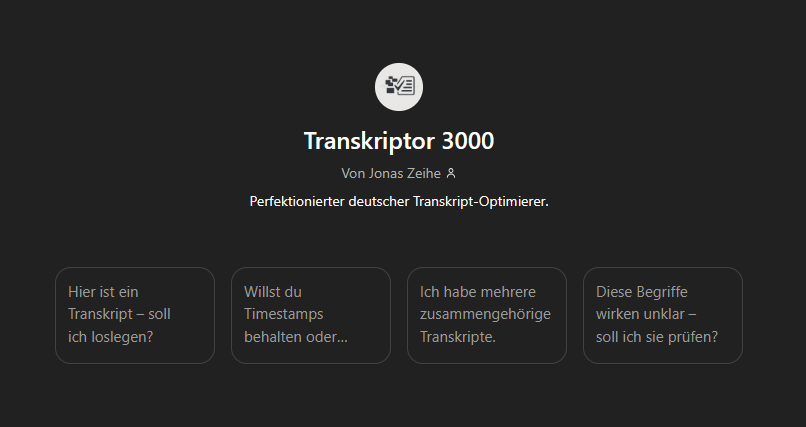 Transkriptor 3000
Von Jonas Zeihe
Perfektionierter deutscher Transkript-Optimierer.
Hier ist ein
Transkript – soll
ich loslegen?
Willst du
Timestamps
behalten oder...
Ich habe mehrere
zusammengehörige
Transkripte.
Diese Begriffe
wirken unklar –
soll ich sie prüfen?